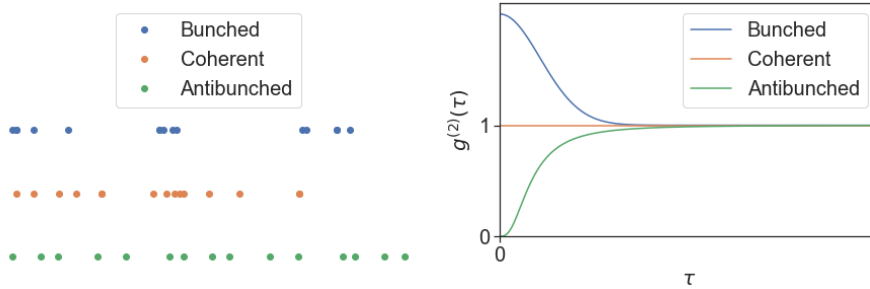 Bunched
Coherent
Antibunched
g⁽²⁾(τ)
1
0
0
τ
Bunched
Coherent
Antibunched